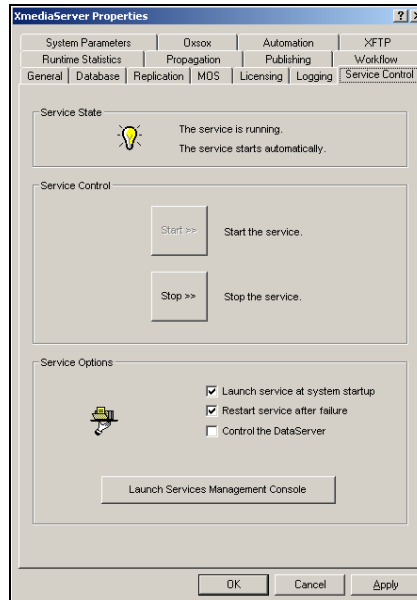 XmediaServer Properties
System Parameters Oxsox Automation XFTP
Runtime Statistics Propagation Publishing Workflow
General Database Replication MOS Licensing Logging Service Control
Service State
The service is running.
The service starts automatically.
Service Control
Start >> Start the service.
Stop >> Stop the service.
Service Options
Launch service at system startup
Restart service after failure
Control the DataServer
Launch Services Management Console
OK Cancel Apply